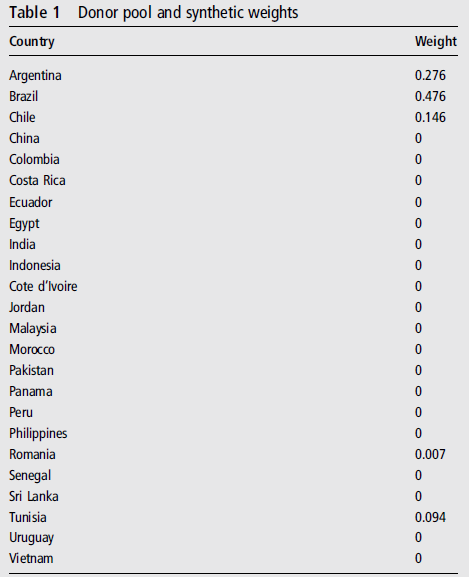 Table 1 Donor pool and synthetic weights
Country Weight
Argentina 0.276
Brazil 0.476
Chile 0.146
China 0
Colombia 0
Costa Rica 0
Ecuador 0
Egypt 0
India 0
Indonesia 0
Cote d'Ivoire 0
Jordan 0
Malaysia 0
Morocco 0
Pakistan 0
Panama 0
Peru 0
Philippines 0
Romania 0.007
Senegal 0
Sri Lanka 0
Tunisia 0.094
Uruguay 0
Vietnam 0